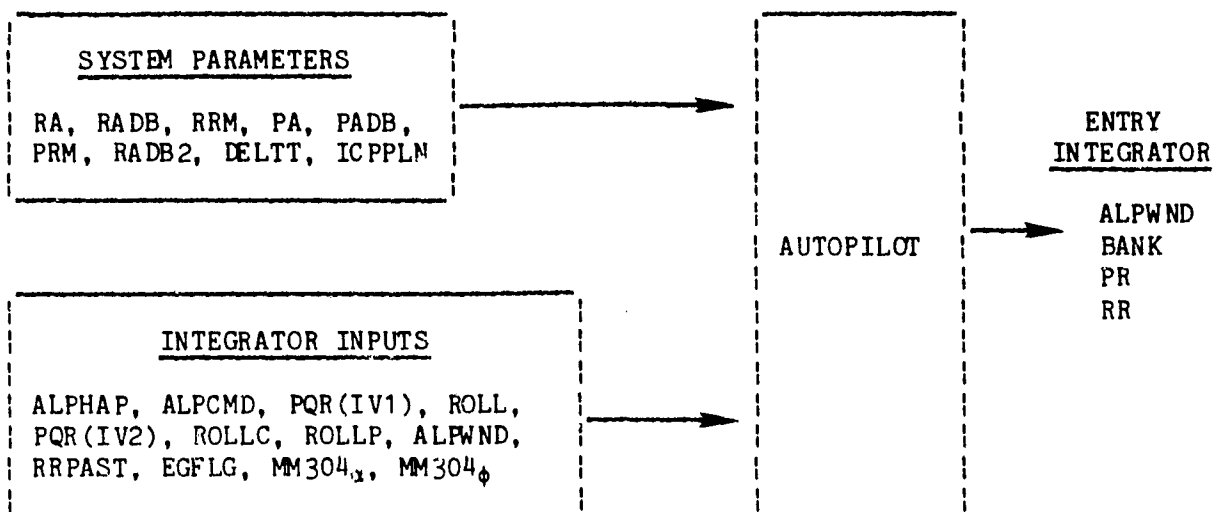 SYSTEM PARAMETERS
RA, RADB, RRM, PA, PADB,
PRM, RADB2, DELTT, ICPPLN
INTEGRATOR INPUTS
ALPHAP, ALPCMD, PQR(IV1), ROLL,
PQR(IV2), ROLLC, ROLLP, ALPWND,
RRPAST, EGFLG, MM304α, MM304ϕ
AUTOPILOT
ENTRY
INTEGRATOR
ALPWND
BANK
PR
RR